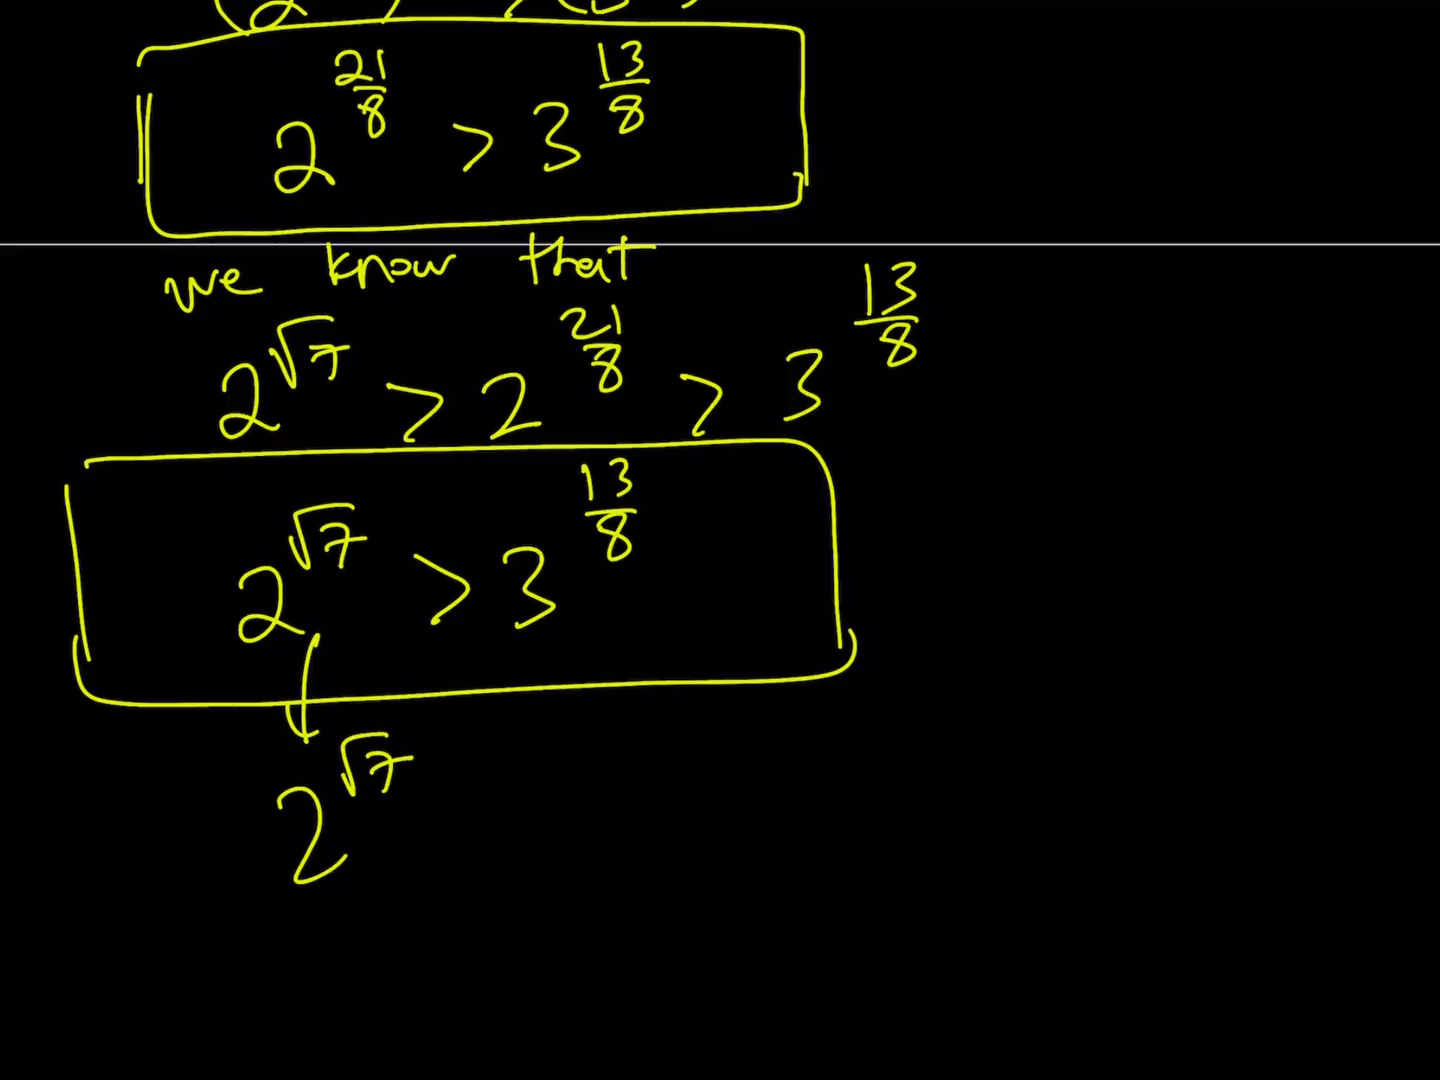 2^{21/8} > 3^{13/8}
we know that
2^{√7} > 2^{21/8} > 3^{13/8}
2^{√7} > 3^{13/8}
2^{√7}